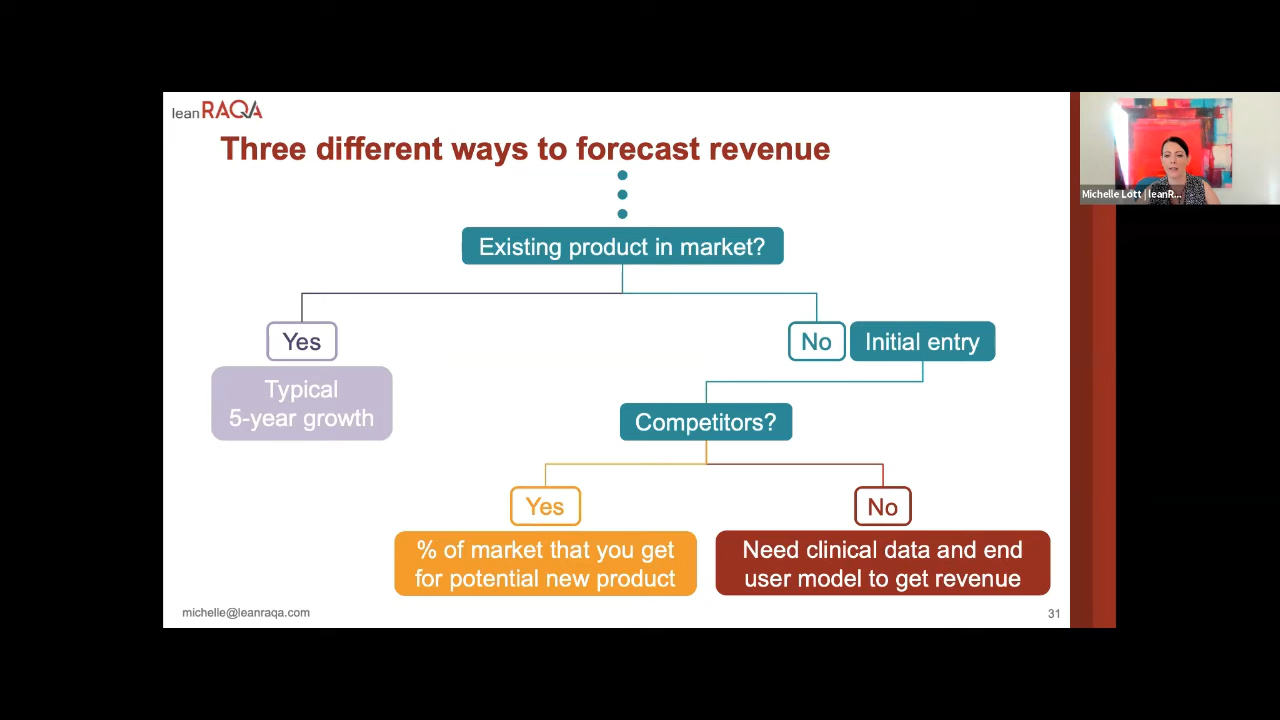 leanRAQA
Three different ways to forecast revenue
Existing product in market?
Yes
No
Initial entry
Typical
5-year growth
Competitors?
Yes
No
% of market that you get
for potential new product
Need clinical data and end
user model to get revenue
michelle@leanraqa.com
31
Michelle Lott | leanR...